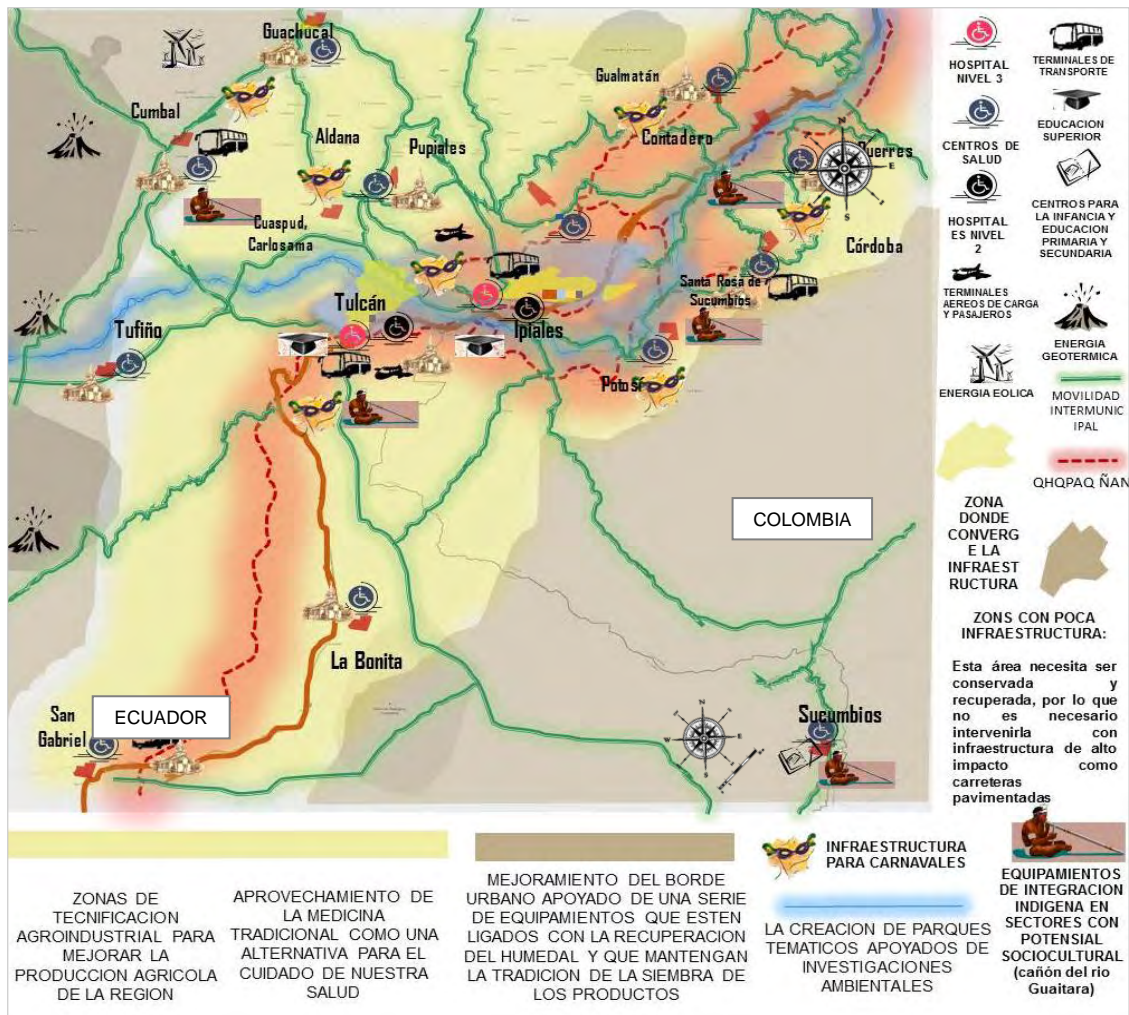 Guachucal
Gualmatán
Cumbal
Aldana
Pupiales
Contadero
Cuaspud,
Carlosama
Córdoba
Santa Rosa de
Sucumbios
Tulcán
Ipiales
Tufiño
Potosí
COLOMBIA
La Bonita
ECUADOR
San
Gabriel
Sucumbios
HOSPITAL
NIVEL 3
CENTROS DE
SALUD
HOSPITAL
ES NIVEL
2
TERMINALES
AEREOS DE CARGA
Y PASAJEROS
ENERGIA EOLICA
ZONA
DONDE
CONVERG
E LA
INFRAEST
RUCTURA
TERMINALES DE
TRANSPORTE
EDUCACION
SUPERIOR
CENTROS PARA
LA INFANCIA Y
EDUCACION
PRIMARIA Y
SECUNDARIA
ENERGIA
GEOTERMICA
MOVILIDAD
INTERMUNIC
IPAL
QHQPAQ ÑAN
ZONS CON POCA
INFRAESTRUCTURA:
Esta área necesita ser
conservada y
recuperada, por lo que
no es necesario
intervenirla con
infraestructura de alto
impacto como
carreteras
pavimentadas
ZONAS DE
TECNIFICACION
AGROINDUSTRIAL PARA
MEJORAR LA
PRODUCCION AGRICOLA
DE LA REGION
APROVECHAMIENTO DE
LA MEDICINA
TRADICIONAL COMO UNA
ALTERNATIVA PARA EL
CUIDADO DE NUESTRA
SALUD
MEJORAMIENTO DEL BORDE
URBANO APOYADO DE UNA SERIE
DE EQUIPAMIENTOS QUE ESTEN
LIGADOS CON LA RECUPERACION
DEL HUMEDAL Y QUE MANTENGAN
LA TRADICION DE LA SIEMBRA DE
LOS PRODUCTOS
INFRAESTRUCTURA
PARA CARNAVALES
LA CREACION DE PARQUES
TEMATICOS APOYADOS DE
INVESTIGACIONES
AMBIENTALES
EQUIPAMIENTOS
DE INTEGRACION
INDIGENA EN
SECTORES CON
POTENSIAL
SOCIOCULTURAL
(cañón del rio
Guaitara)